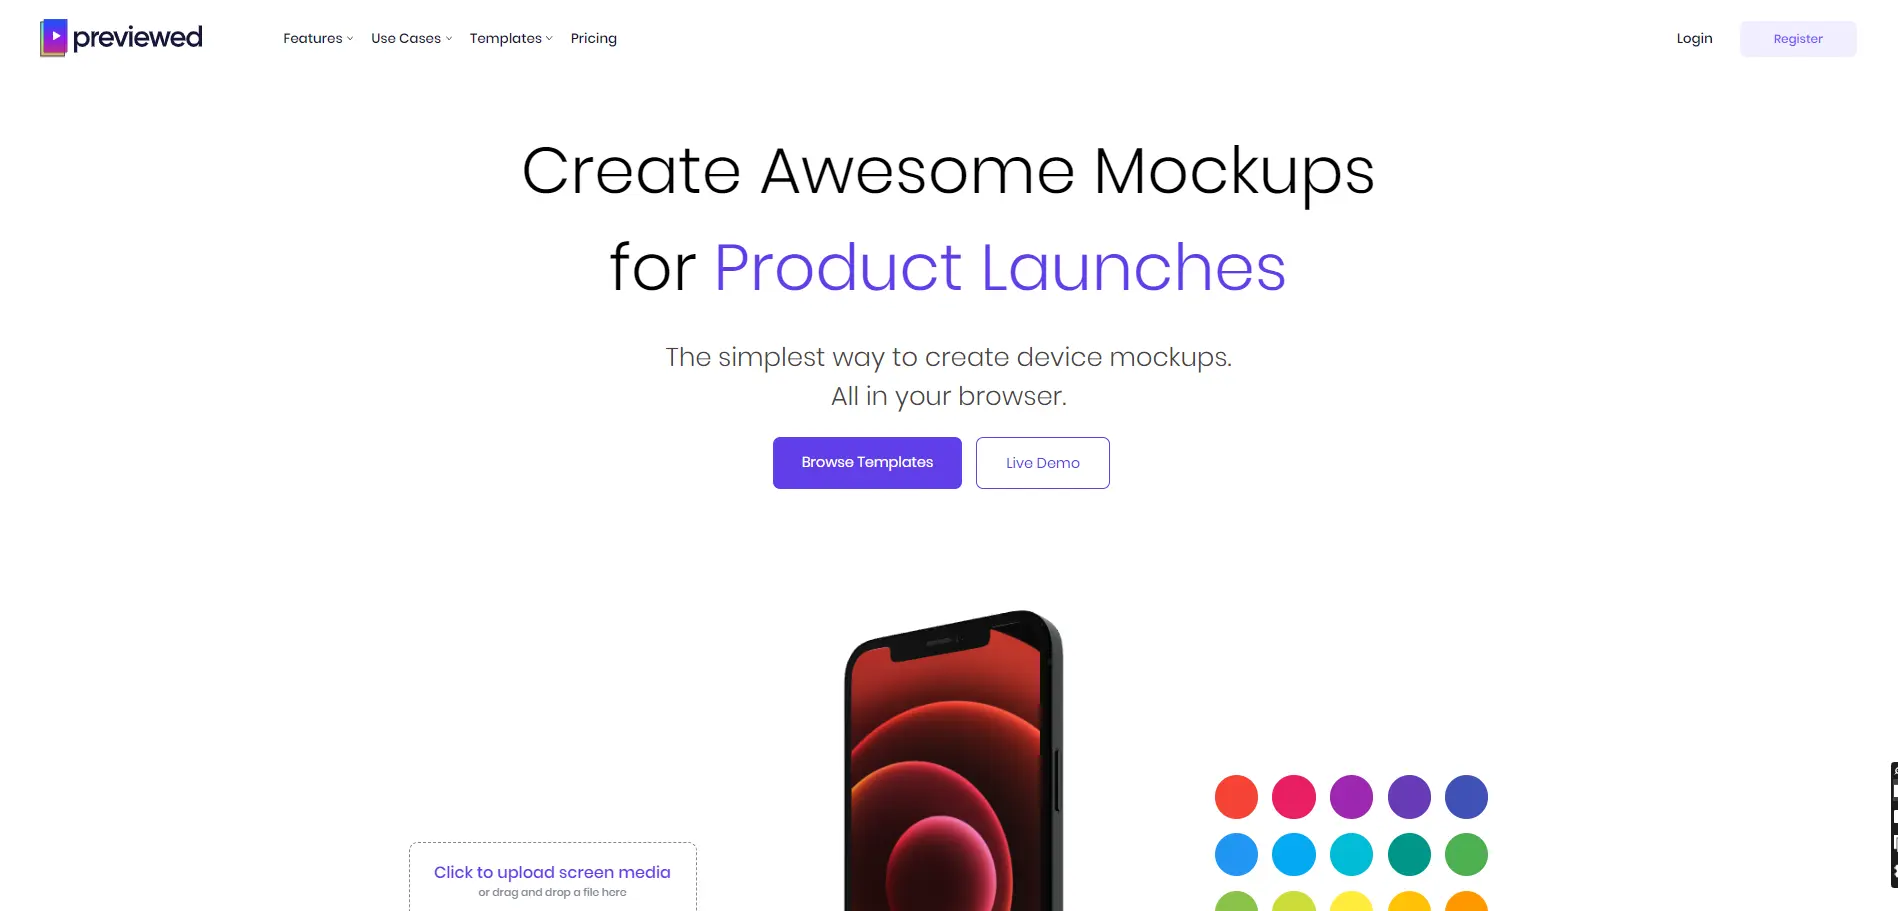 previewed
Features
Use Cases
Templates
Pricing
Login
Register
Create Awesome Mockups
for Product Launches
The simplest way to create device mockups.
All in your browser.
Browse Templates
Live Demo
Click to upload screen media
or drag and drop a file here